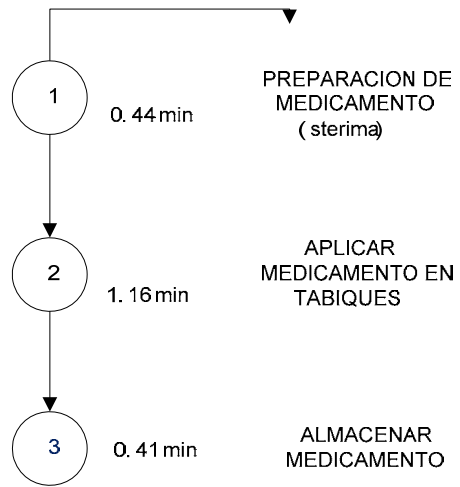 1
0.44 min
PREPARACION DE
MEDICAMENTO
( sterima)
2
1.16 min
APLICAR
MEDICAMENTO EN
TABIQUES
3
0.41 min
ALMACENAR
MEDICAMENTO